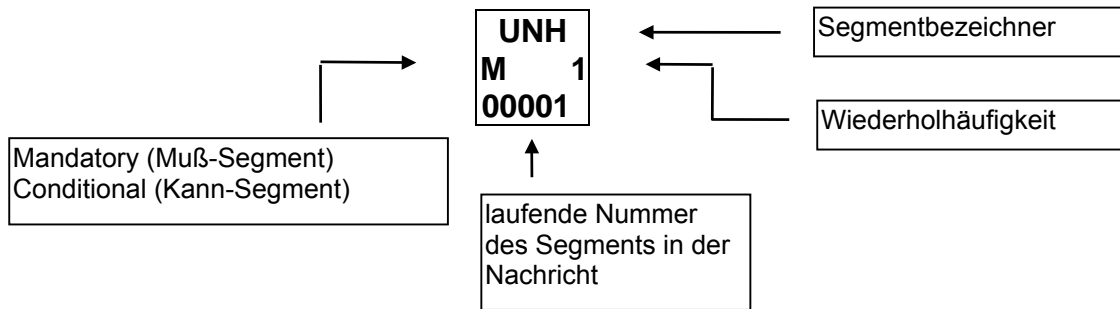 UNH
M 1
00001
Segmentbezeichner
Wiederholhäufigkeit
Mandatory (Muß-Segment)
Conditional (Kann-Segment)
laufende Nummer
des Segments in der
Nachricht